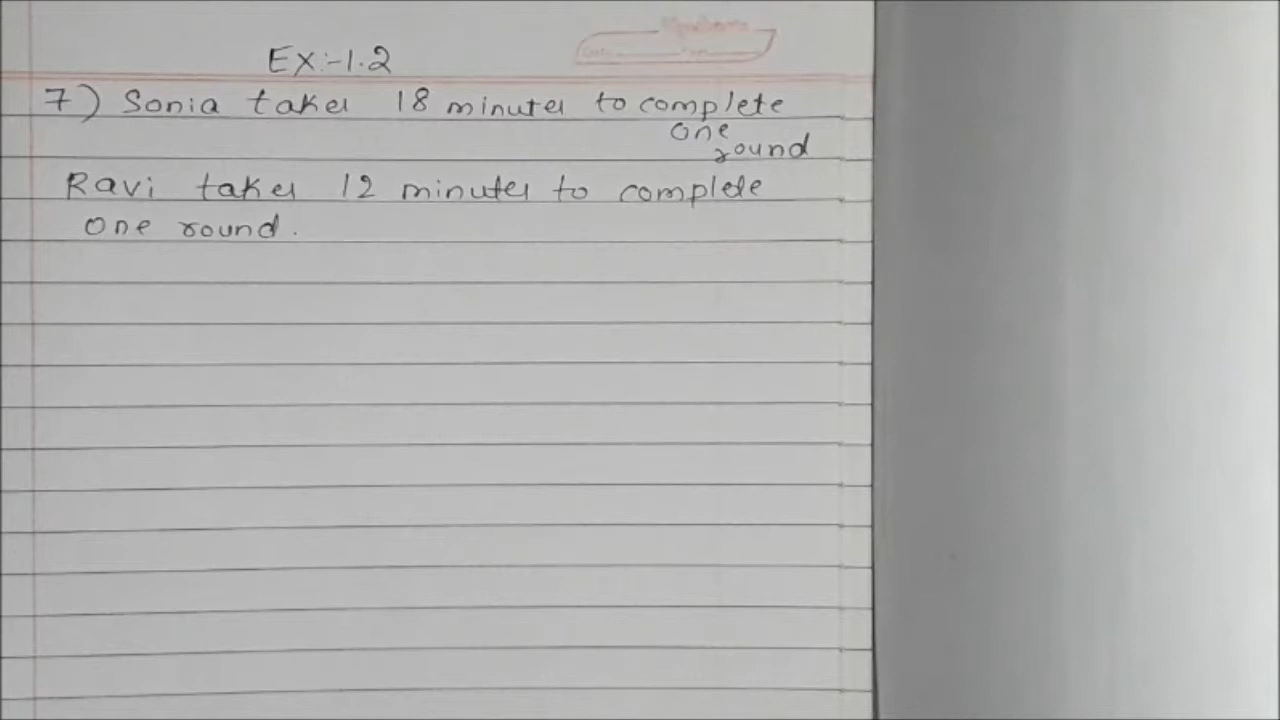 EX:-1.2
7) Sonia takes 18 minutes to complete
one
round
Ravi takes 12 minutes to complete
one round.